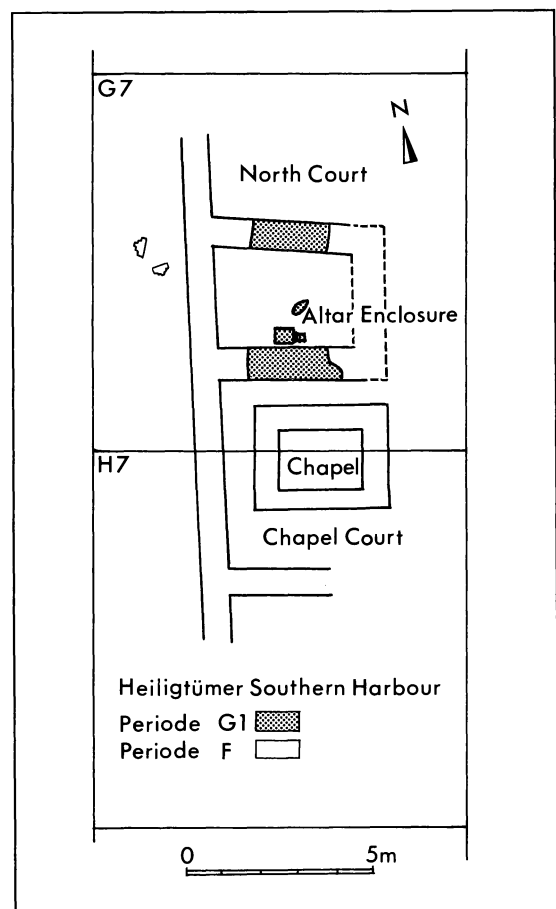 G7
N
North Court
Altar Enclosure
H7
Chapel
Chapel Court
Heiligtümer Southern Harbour
Periode G1
Periode F
0 5m